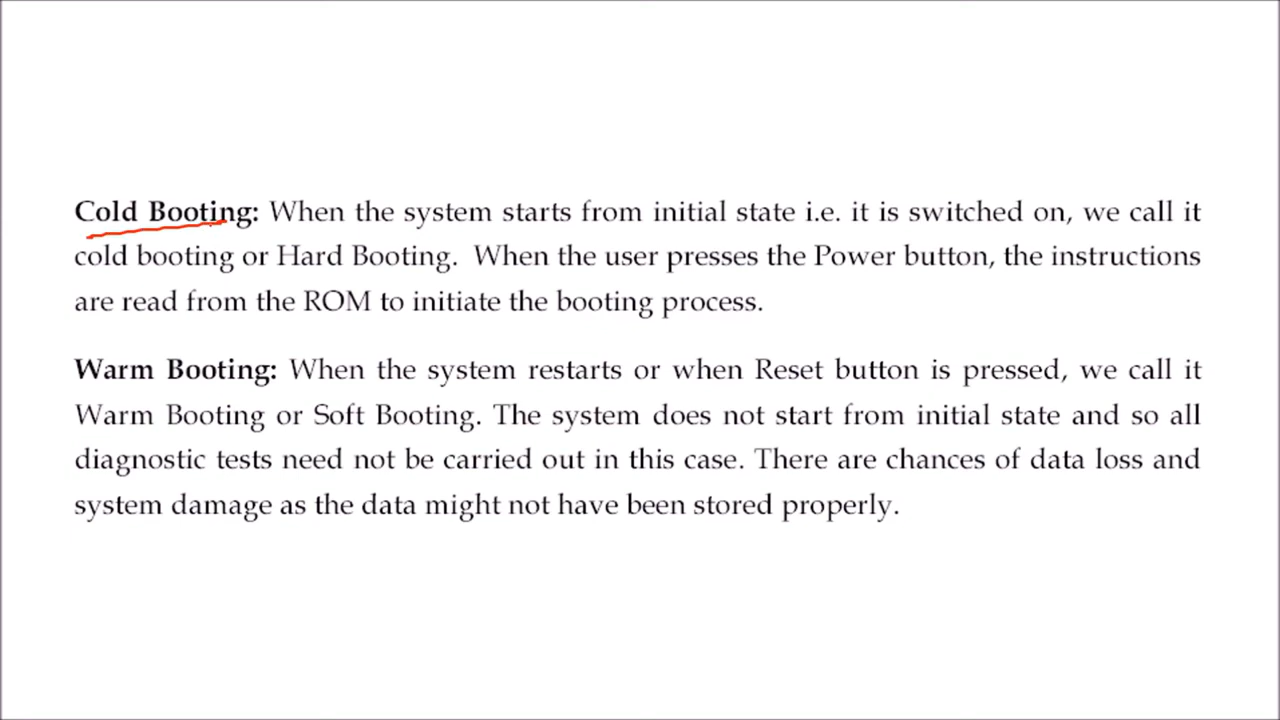 Cold Booting: When the system starts from initial state i.e. it is switched on, we call it
cold booting or Hard Booting. When the user presses the Power button, the instructions
are read from the ROM to initiate the booting process.
Warm Booting: When the system restarts or when Reset button is pressed, we call it
Warm Booting or Soft Booting. The system does not start from initial state and so all
diagnostic tests need not be carried out in this case. There are chances of data loss and
system damage as the data might not have been stored properly.